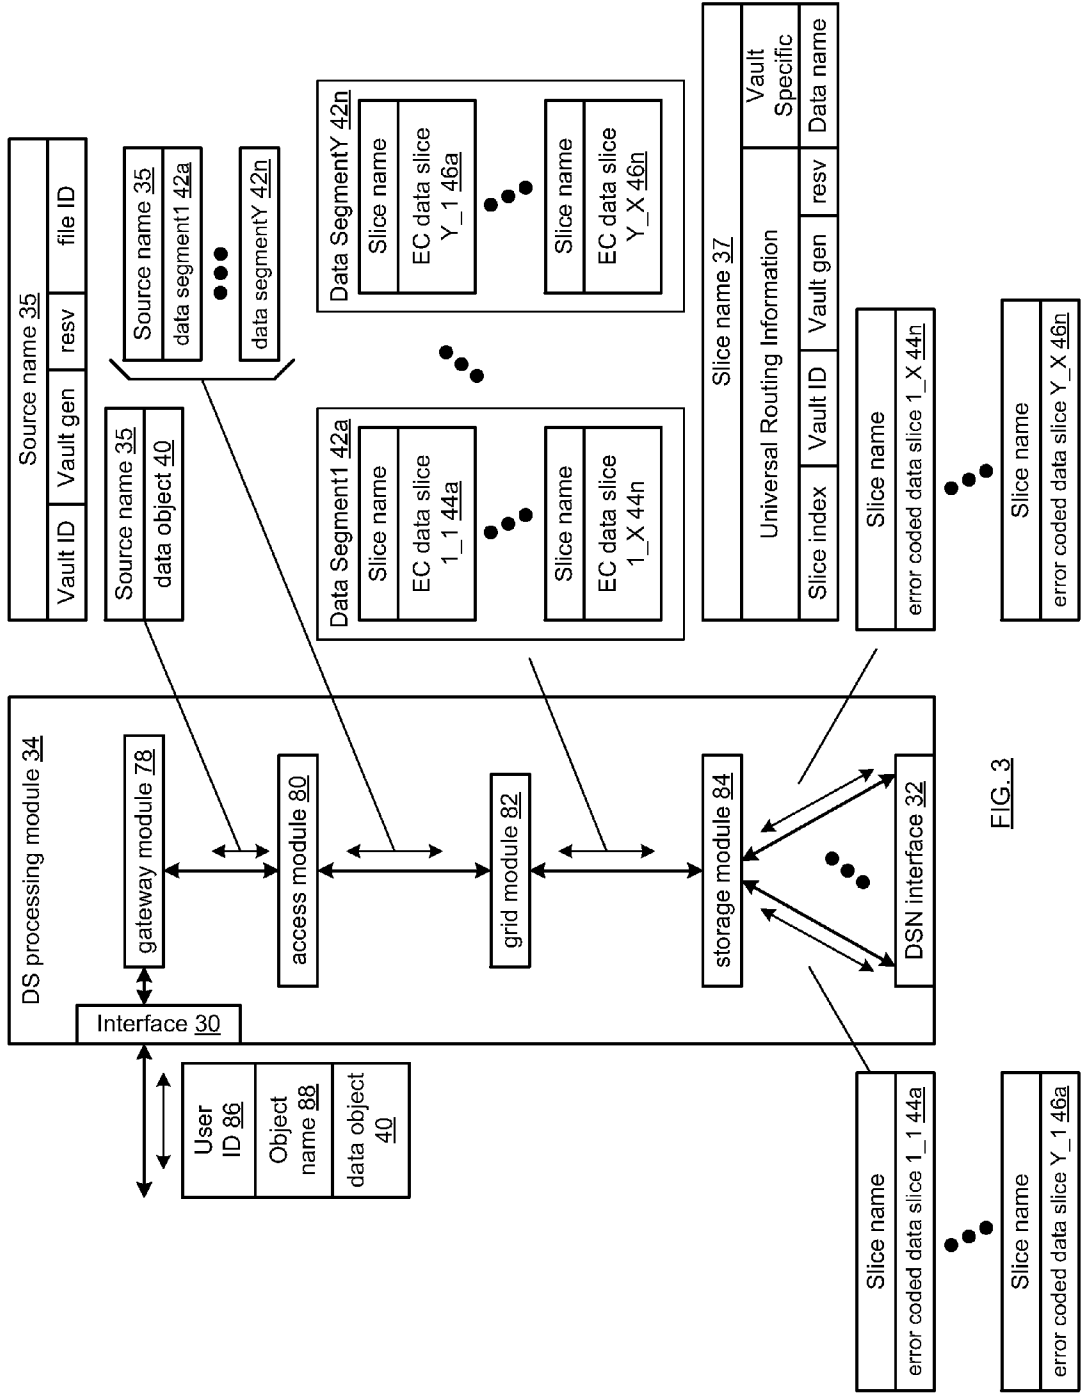 DS processing module 34
User
ID 86
Object
name 88
data object
40
Interface 30
gateway module 78
access module 80
grid module 82
storage module 84
DSN interface 32
Source name 35
Vault ID
Vault gen
resv
file ID
Source name 35
data object 40
Source name 35
data segment1 42a
data segmentY 42n
Data Segment1 42a
Slice name
EC data slice
1_1 44a
Slice name
EC data slice
1_X 44n
Data SegmentY 42n
Slice name
EC data slice
Y_1 46a
Slice name
EC data slice
Y_X 46n
Slice name 37
Universal Routing Information
Vault
Specific
Slice index
Vault ID
Vault gen
resv
Data name
Slice name
error coded data slice 1_1 44a
Slice name
error coded data slice Y_1 46a
Slice name
error coded data slice 1_X 44n
Slice name
error coded data slice Y_X 46n
FIG. 3